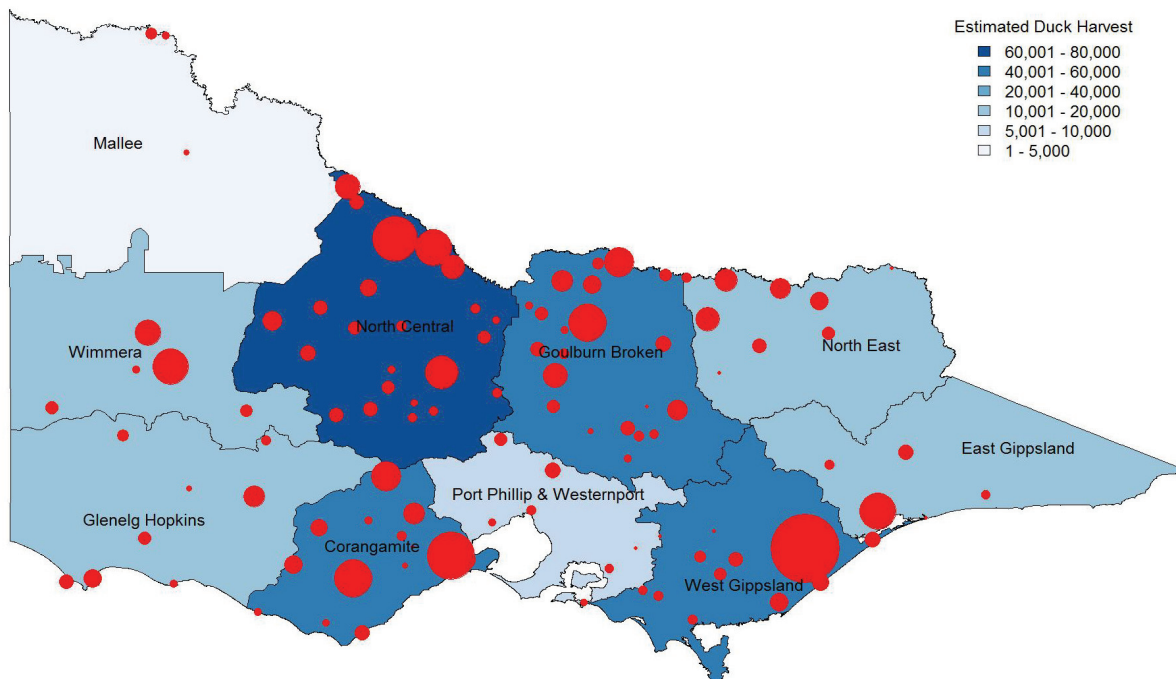 Estimated Duck Harvest
60,001 - 80,000
40,001 - 60,000
20,001 - 40,000
10,001 - 20,000
5,001 - 10,000
1 - 5,000
Mallee
North Central
Wimmera
Goulburn Broken
North East
East Gippsland
Port Phillip & Westernport
Glenelg Hopkins
Corangamite
West Gippsland